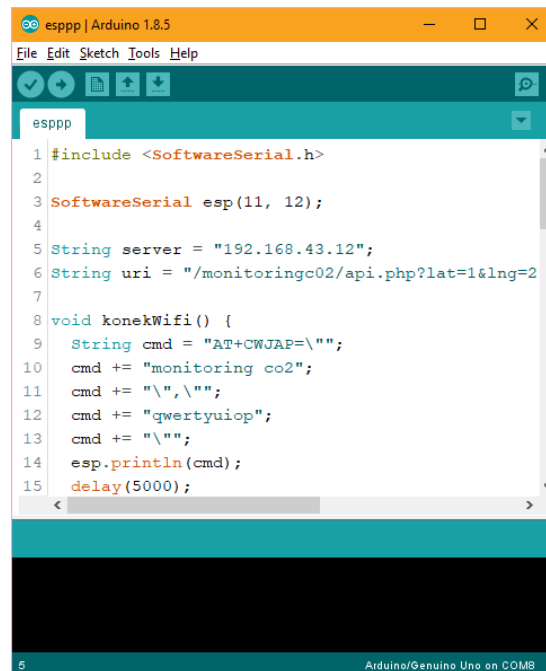 esppp | Arduino 1.8.5
File Edit Sketch Tools Help
esppp
1 #include <SoftwareSerial.h>
2
3 SoftwareSerial esp(11, 12);
4
5 String server = "192.168.43.12";
6 String uri = "/monitoringc02/api.php?lat=1&lng=2
7
8 void konekWifi() {
9   String cmd = "AT+CWJAP=\"";
10   cmd += "monitoring co2";
11   cmd += "\",\"";
12   cmd += "qwertyuiop";
13   cmd += "\"";
14   esp.println(cmd);
15   delay(5000);
5 Arduino/Genuino Uno on COM8